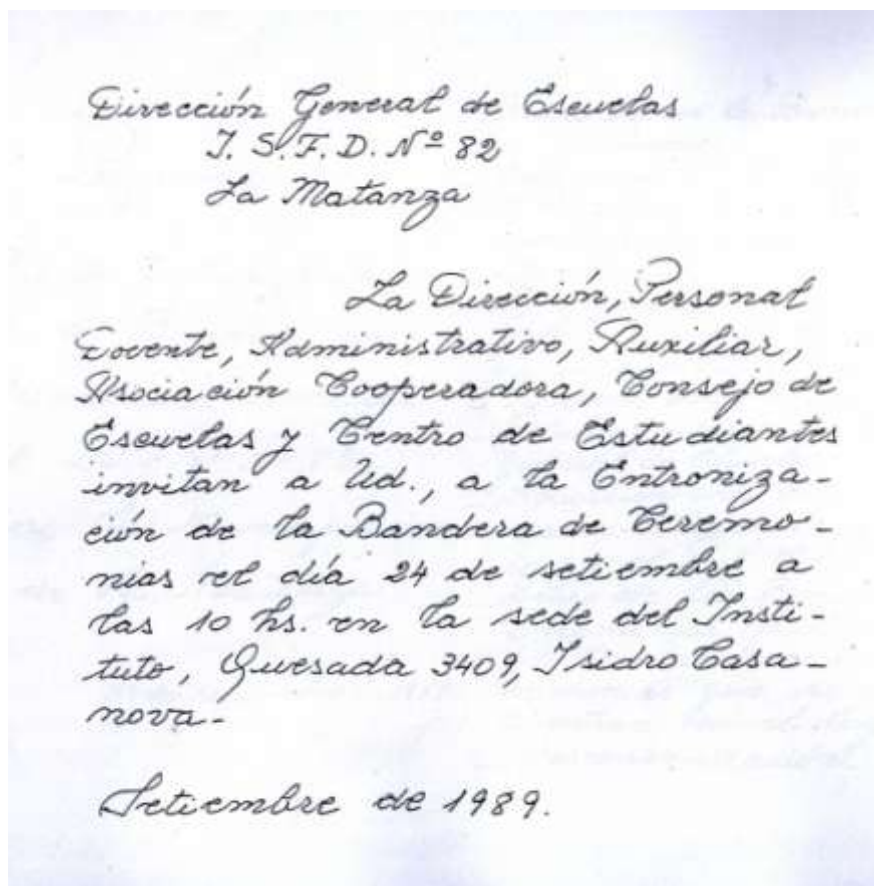 Dirección General de Escuelas
I. S. F. D. Nº 82
La Matanza
La Dirección, Personal
Docente, Administrativo, Auxiliar,
Asociación Cooperadora, Consejo de
Escuelas y Centro de Estudiantes
invitan a Ud., a la Entroniza-
ción de la Bandera de Ceremo-
nias el día 24 de setiembre a
las 10 hs. en la sede del Insti-
tuto, Quesada 3409, Isidro Casa-
nova.-
Setiembre de 1989.